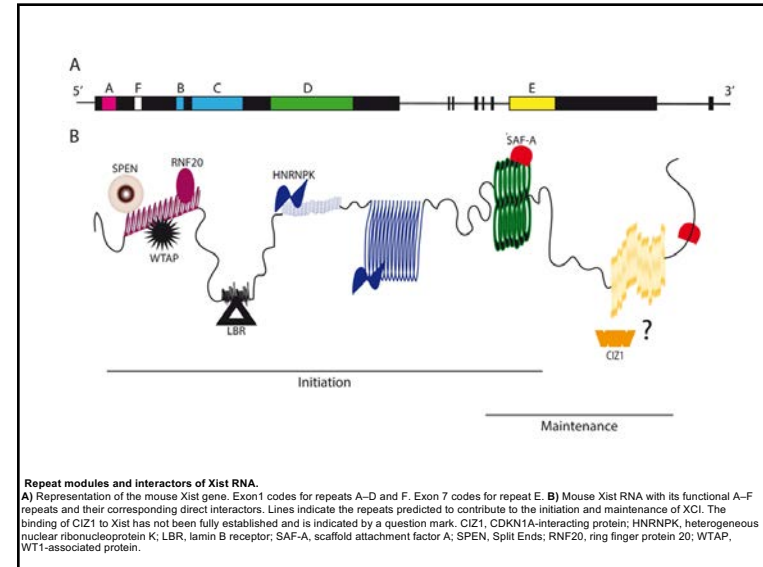 A
5’ A F B C D E 3’
B
SPEN RNF20 HNRNPK ’SAF-A
WTAP
LBR
?
CIZ1
Initiation
Maintenance
Repeat modules and interactors of Xist RNA.
A) Representation of the mouse Xist gene. Exon1 codes for repeats A–D and F. Exon 7 codes for repeat E. B) Mouse Xist RNA with its functional A–F
repeats and their corresponding direct interactors. Lines indicate the repeats predicted to contribute to the initiation and maintenance of XCI. The
binding of CIZ1 to Xist has not been fully established and is indicated by a question mark. CIZ1, CDKN1A-interacting protein; HNRNPK, heterogeneous
nuclear ribonucleoprotein K; LBR, lamin B receptor; SAF-A, scaffold attachment factor A; SPEN, Split Ends; RNF20, ring finger protein 20; WTAP,
WT1-associated protein.